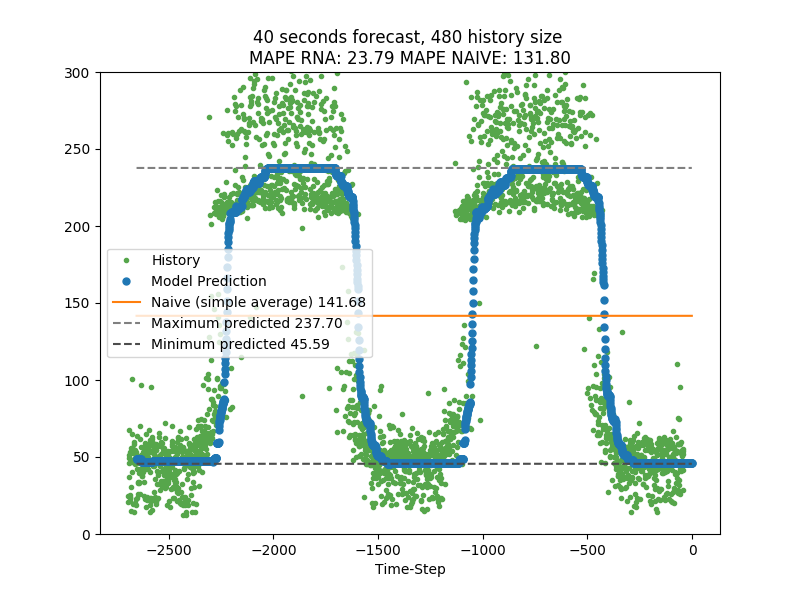 40 seconds forecast, 480 history size
MAPE RNA: 23.79 MAPE NAIVE: 131.80
300
250
200
150
100
50
0
History
Model Prediction
Naive (simple average) 141.68
Maximum predicted 237.70
Minimum predicted 45.59
−2500 −2000 −1500 −1000 −500 0
Time-Step